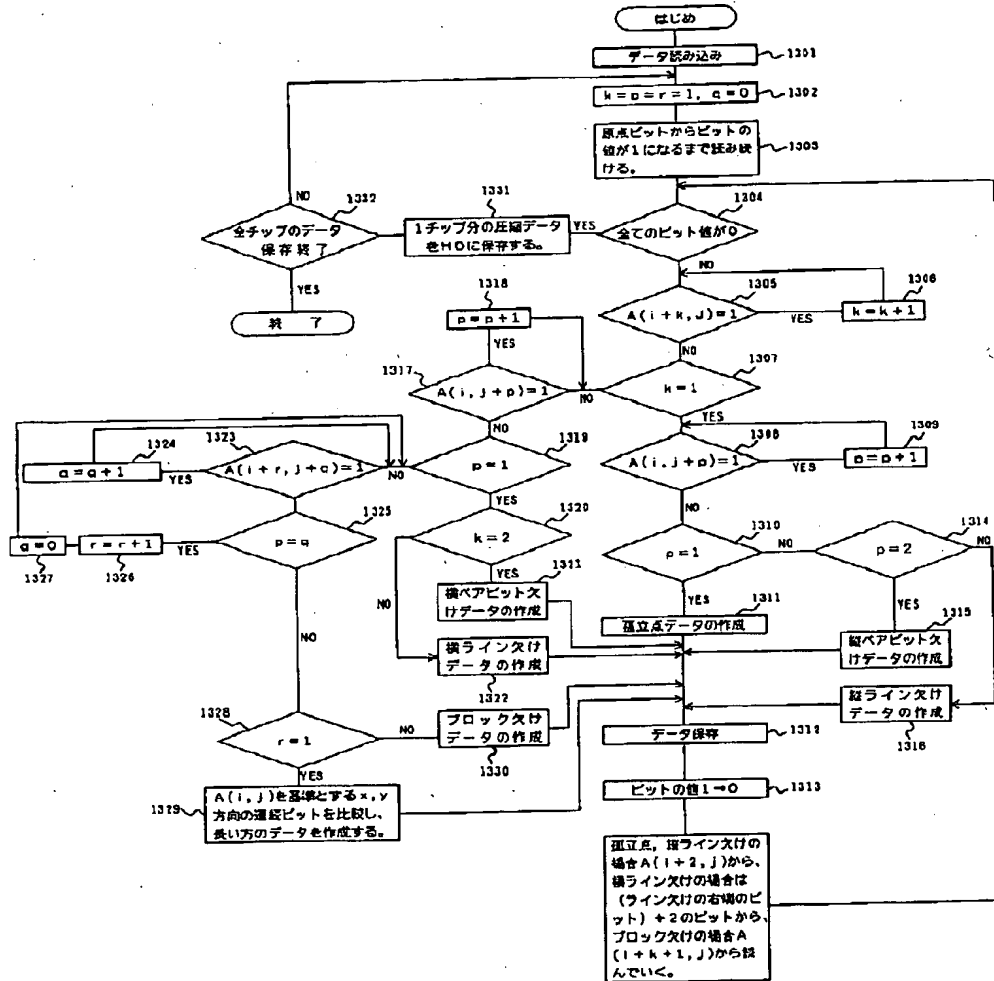 はじめ
データ読み込み
1301
k=p=r=1, q=0
1302
原点ビットからビットの
値が1になるまで読み続
ける。
1303
1304
全てのビット値が0
YES
NO
1331
1チップ分の圧縮データ
をHDに保存する。
1332
全チップのデータ
保存終了
NO
YES
終 了
1305
A(i+k,j)=1
YES
NO
1306
k=k+1
1307
k=1
NO
YES
1308
A(i,j+p)=1
YES
NO
1309
p=p+1
1310
p=1
NO
YES
1314
p=2
NO
YES
1311
孤立点データの作成
1315
縦ペアビット欠
けデータの作成
縦ライン欠け
データの作成
1316
1318
p=p+1
YES
1317
A(i,j+p)=1
NO
1319
p=1
NO
YES
1320
k=2
NO
YES
横ペアビット欠
けデータの作成
横ライン欠け
データの作成
1322
1323
A(i+r,j+q)=1
YES
1324
q=q+1
1325
p=q
YES
NO
r=r+1
1326
q=0
1327
1328
r=1
NO
YES
ブロック欠け
データの作成
1330
1329
A(i,j)を基準とするx,y
方向の連続ビットを比較し、
長い方のデータを作成する。
データ保存
1312
ビットの値1→0
1313
孤立点,縦ライン欠けの
場合A(i+2,j)から、
横ライン欠けの場合は
(ライン欠けの右端のビ
ット)+2のビットから、
ブロック欠けの場合A
(i+k+1,j)から読
んでいく。